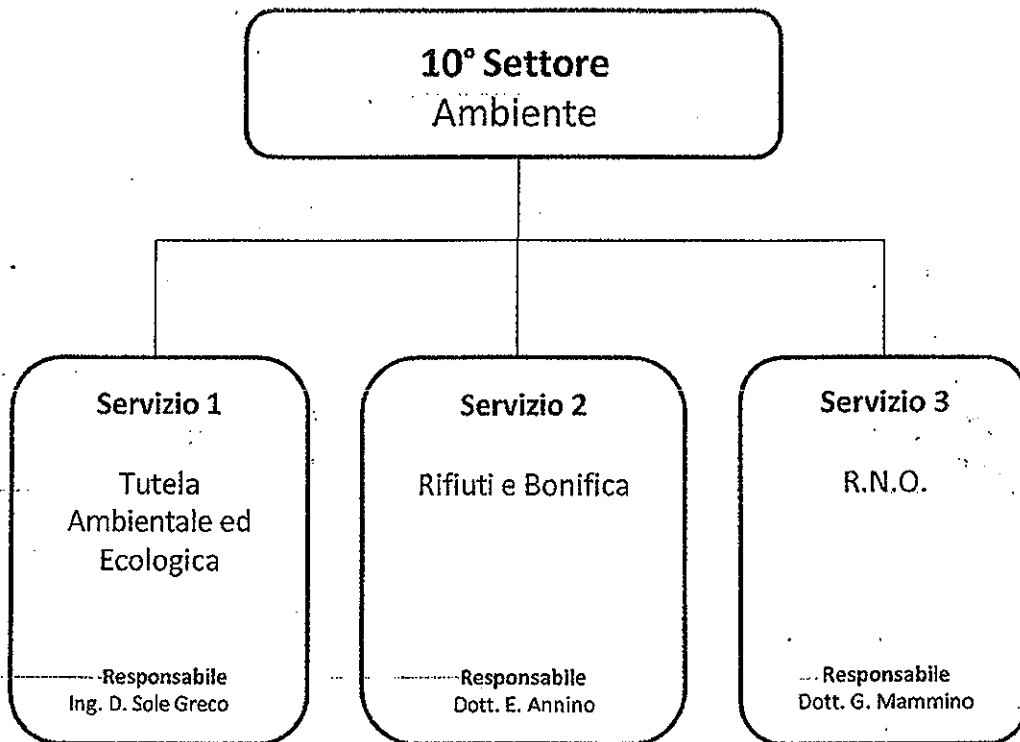 10° Settore
Ambiente
Servizio 1
Tutela
Ambientale ed
Ecologica
Responsabile
Ing. D. Sole Greco
Servizio 2
Rifiuti e Bonifica
Responsabile
Dott. E. Annino
Servizio 3
R.N.O.
Responsabile
Dott. G. Mammino